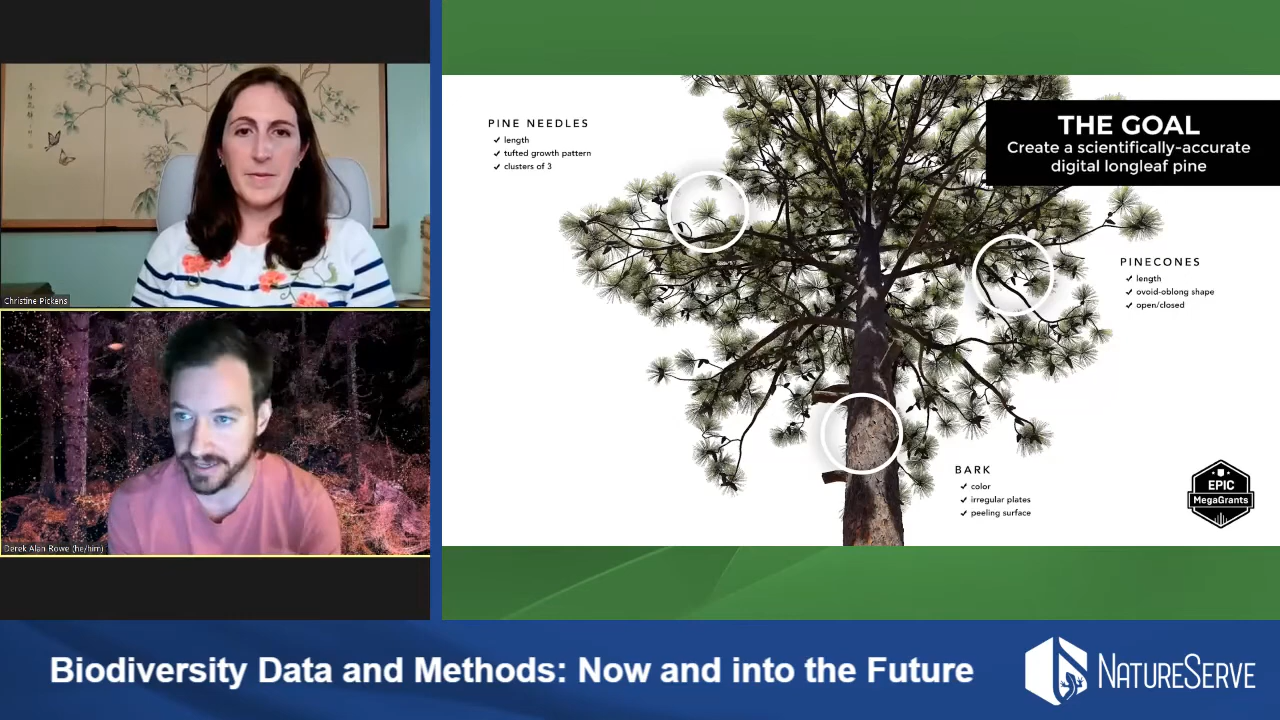 Christine Pickens
Derek Alan Rowe (he/him)
PINE NEEDLES
✓ length
✓ tufted growth pattern
✓ clusters of 3
THE GOAL
Create a scientifically-accurate
digital longleaf pine
PINECONES
✓ length
✓ ovoid-oblong shape
✓ open/closed
BARK
✓ color
✓ irregular plates
✓ peeling surface
EPIC
MegaGrants
Biodiversity Data and Methods: Now and into the Future
NATURESERVE